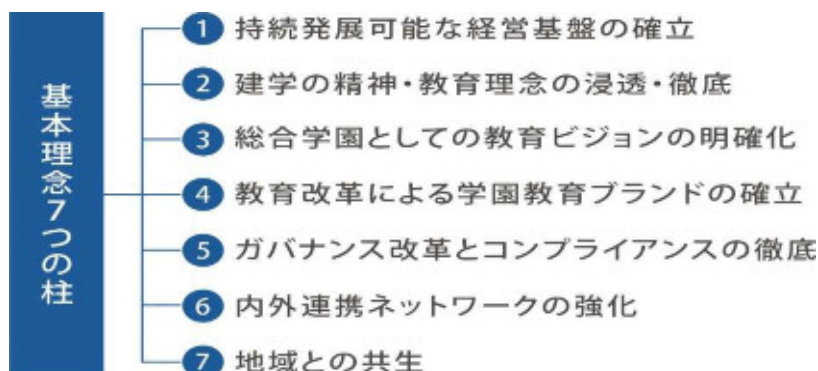 基本理念7つの柱
1 持続発展可能な経営基盤の確立
2 建学の精神・教育理念の浸透・徹底
3 総合学園としての教育ビジョンの明確化
4 教育改革による学園教育ブランドの確立
5 ガバナンス改革とコンプライアンスの徹底
6 内外連携ネットワークの強化
7 地域との共生